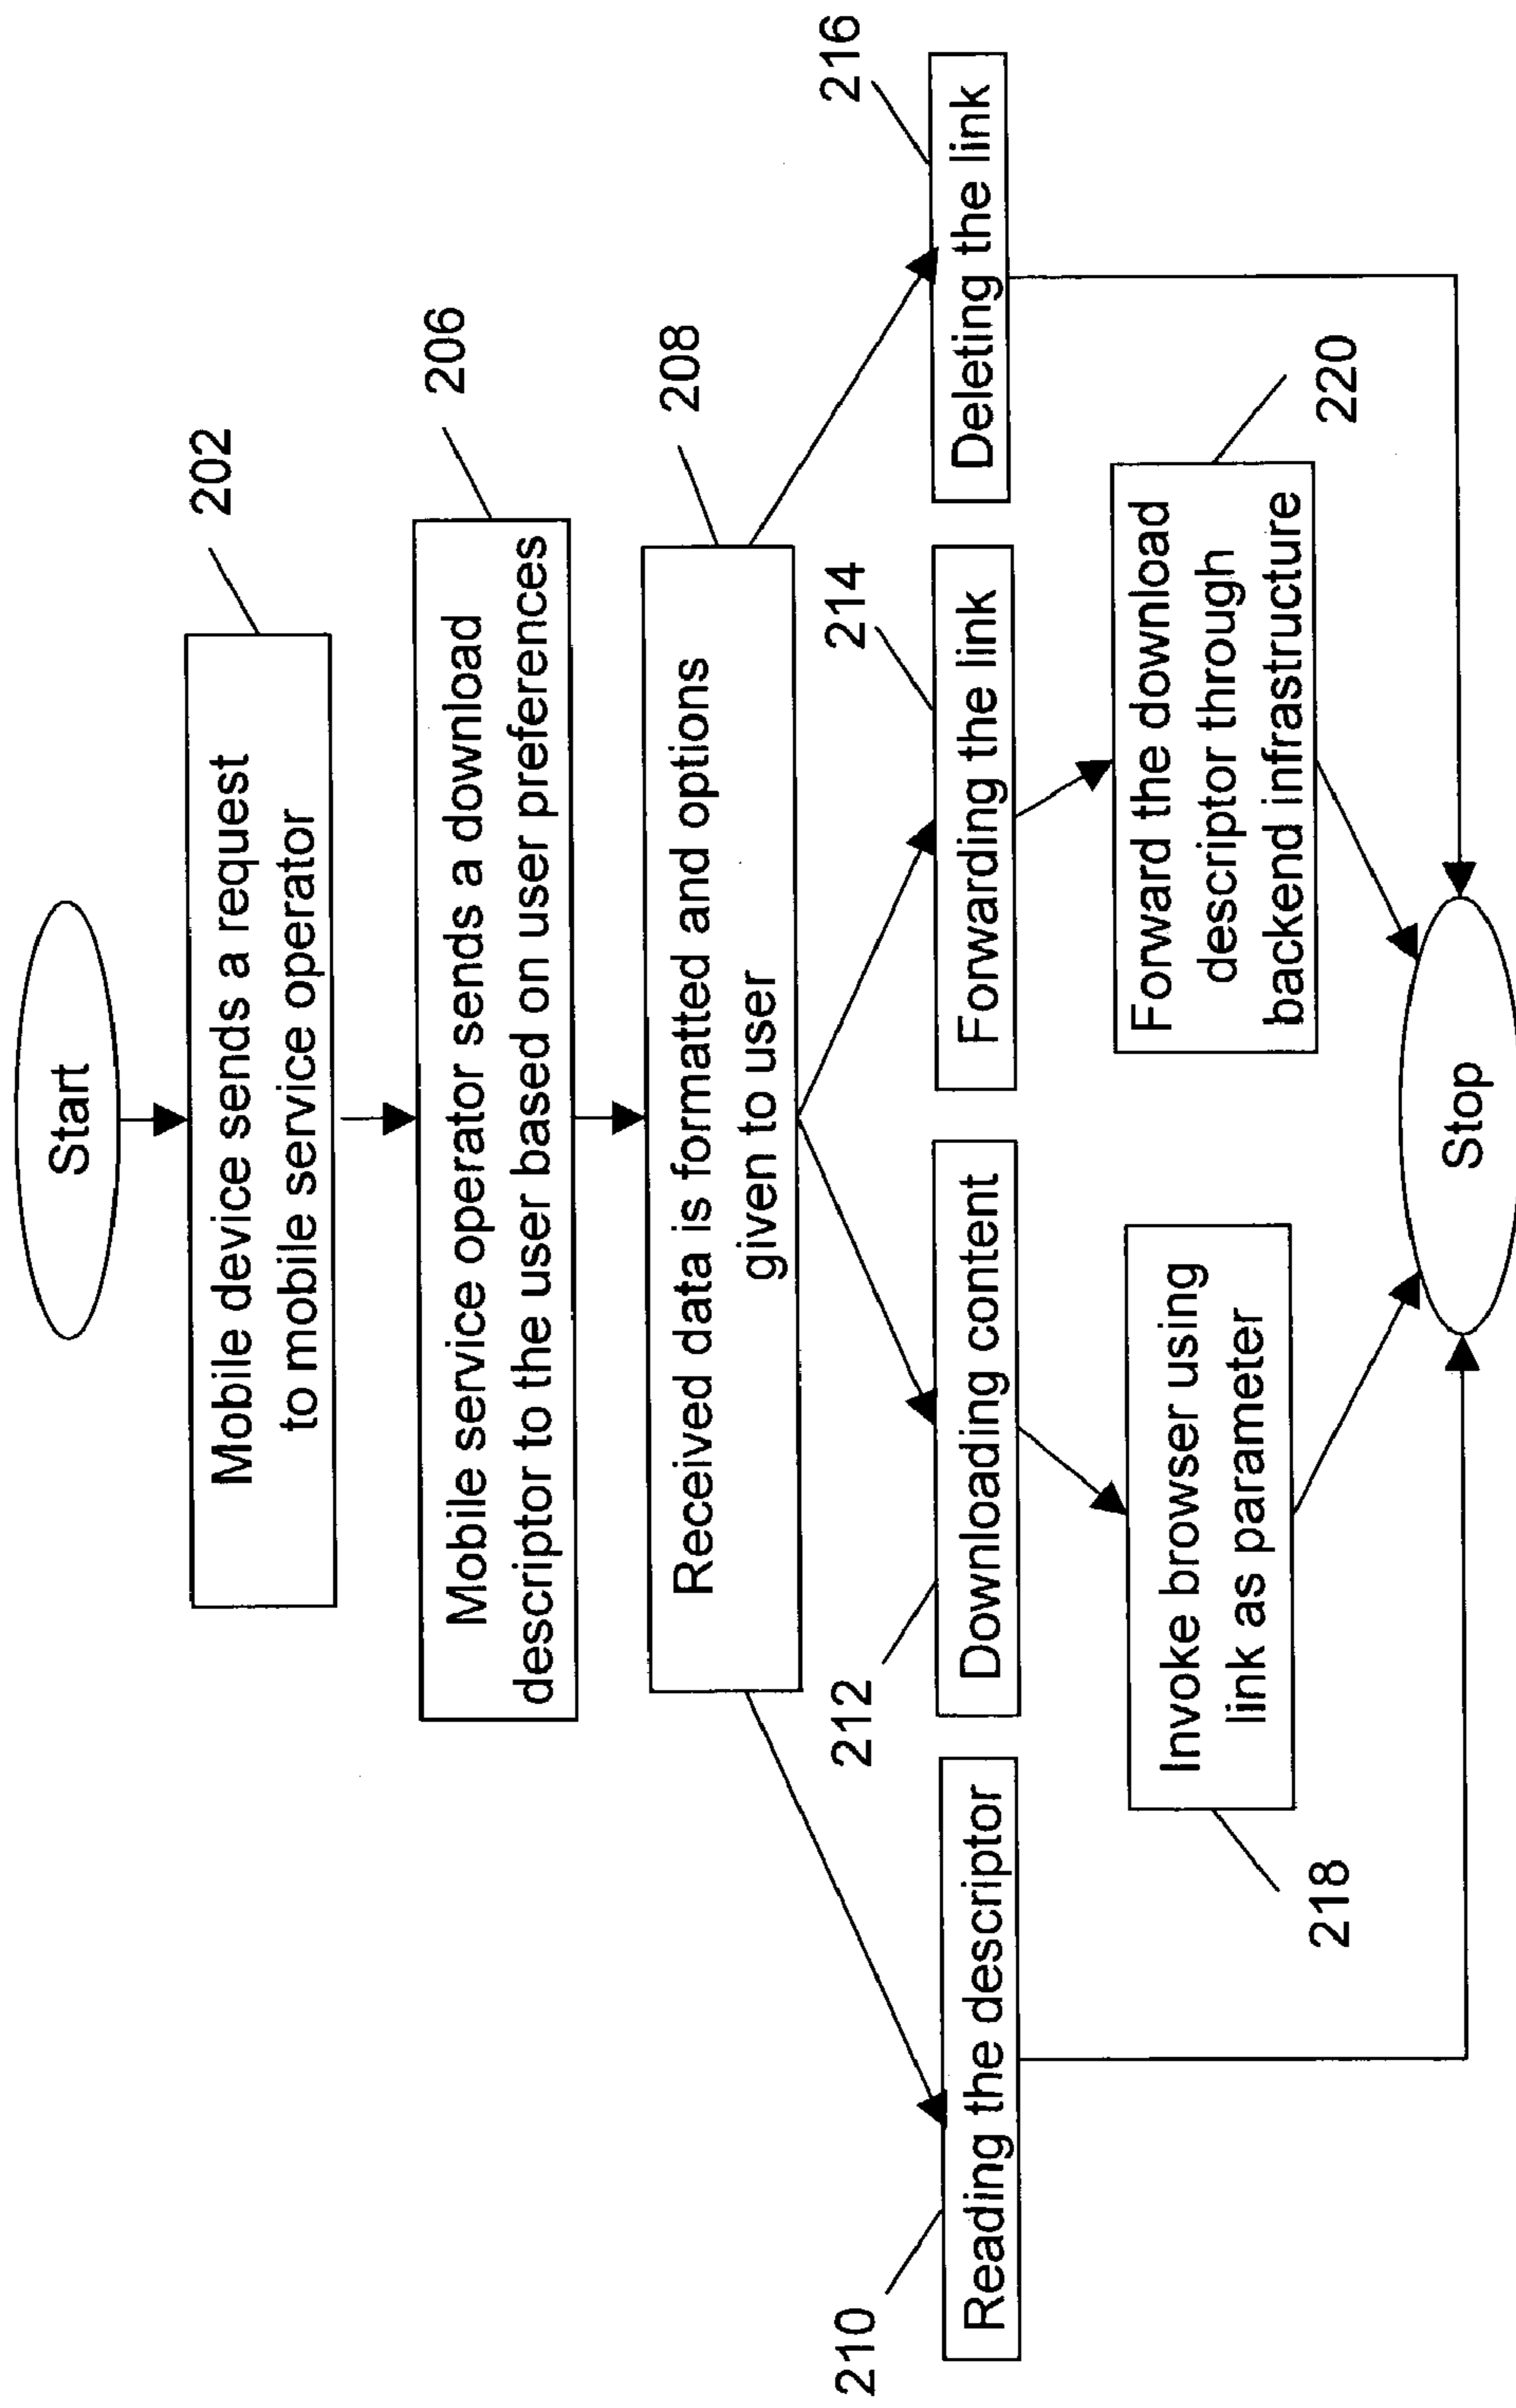 Start
202
Mobile device sends a request
to mobile service operator
206
Mobile service operator sends a download
descriptor to the user based on user preferences
208
Received data is formatted and options
given to user
210
Reading the descriptor
212
Downloading content
214
Forwarding the link
216
Deleting the link
218
Invoke browser using
link as parameter
220
Forward the download
descriptor through
backend infrastructure
Stop